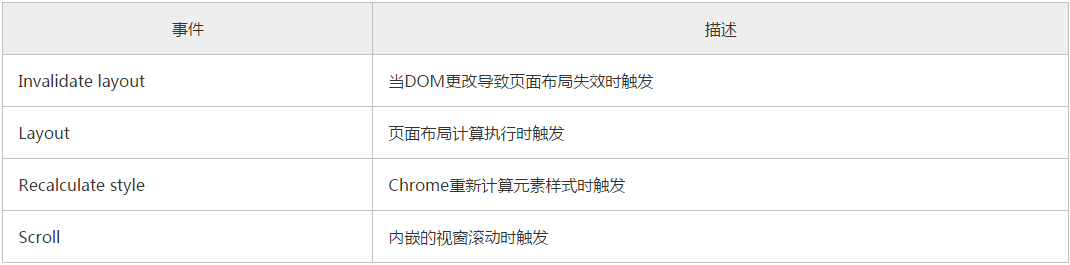 事件 描述
Invalidate layout 当DOM更改导致页面布局失效时触发
Layout 页面布局计算执行时触发
Recalculate style Chrome重新计算元素样式时触发
Scroll 内嵌的视窗滚动时触发